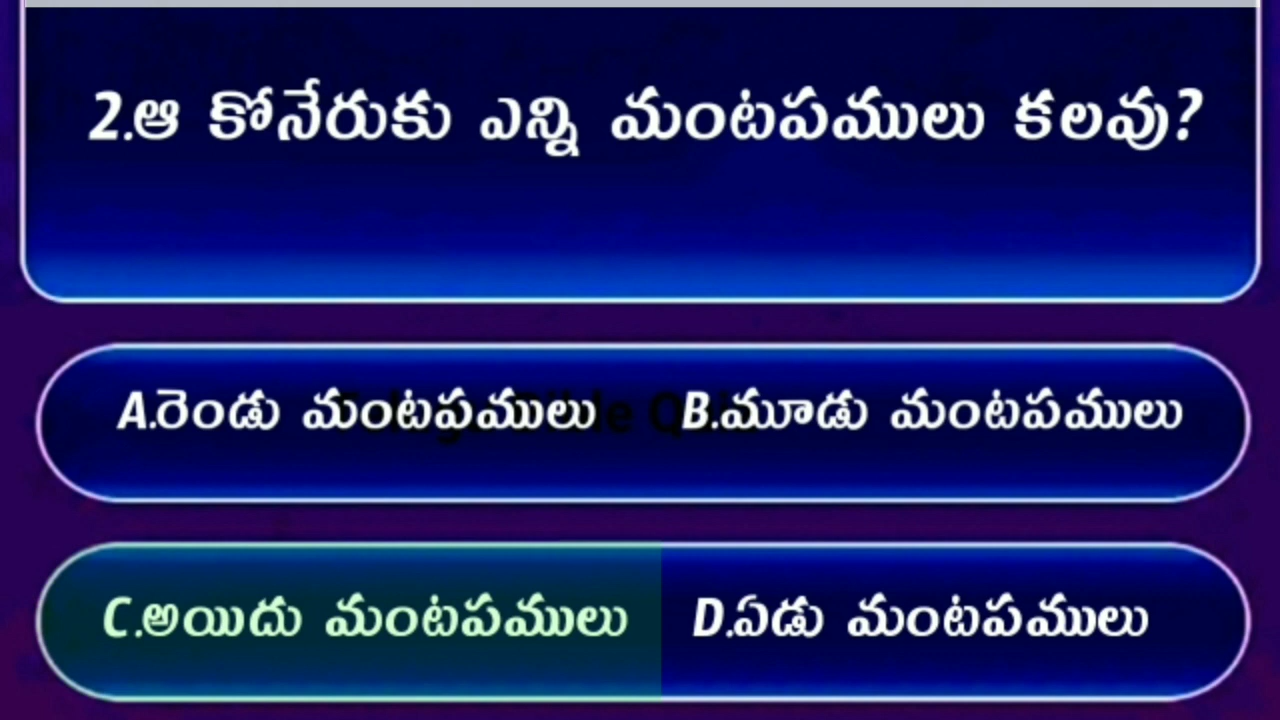 2.ఆ కోనేరుకు ఎన్ని మంటపములు కలవు?
A.రెండు మంటపములు B.మూడు మంటపములు
C.అయిదు మంటపములు D.ఏడు మంటపములు